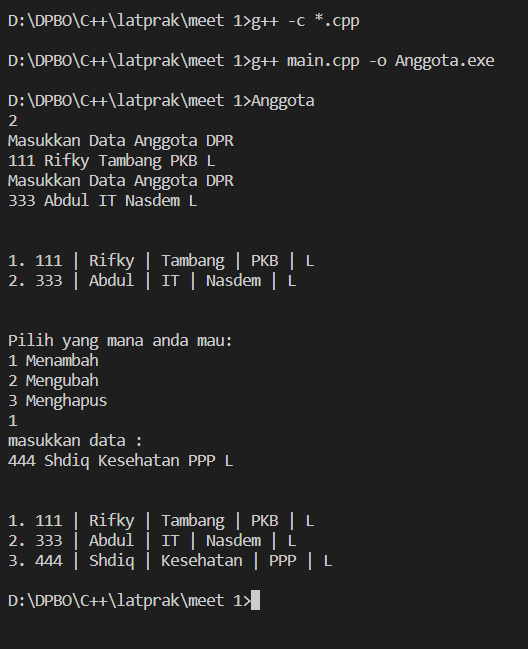 D:\DPBO\C++\latprak\meet 1>g++ -c *.cpp
D:\DPBO\C++\latprak\meet 1>g++ main.cpp -o Anggota.exe
D:\DPBO\C++\latprak\meet 1>Anggota
2
Masukkan Data Anggota DPR
111 Rifky Tambang PKB L
Masukkan Data Anggota DPR
333 Abdul IT Nasdem L
1. 111 | Rifky | Tambang | PKB | L
2. 333 | Abdul | IT | Nasdem | L
Pilih yang mana anda mau:
1 Menambah
2 Mengubah
3 Menghapus
1
masukkan data :
444 Shdiq Kesehatan PPP L
1. 111 | Rifky | Tambang | PKB | L
2. 333 | Abdul | IT | Nasdem | L
3. 444 | Shdiq | Kesehatan | PPP | L
D:\DPBO\C++\latprak\meet 1>